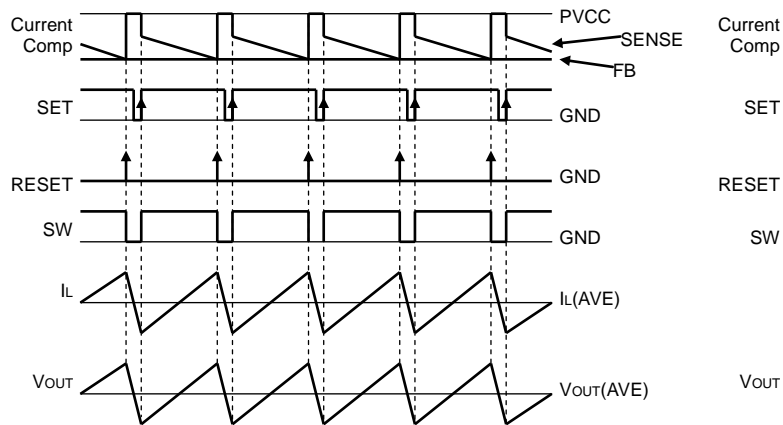 Current
Comp
PVCC
SENSE
FB
SET
GND
RESET
GND
SW
GND
IL
IL(AVE)
VOUT
VOUT(AVE)
Current
Comp
SET
RESET
SW
VOUT